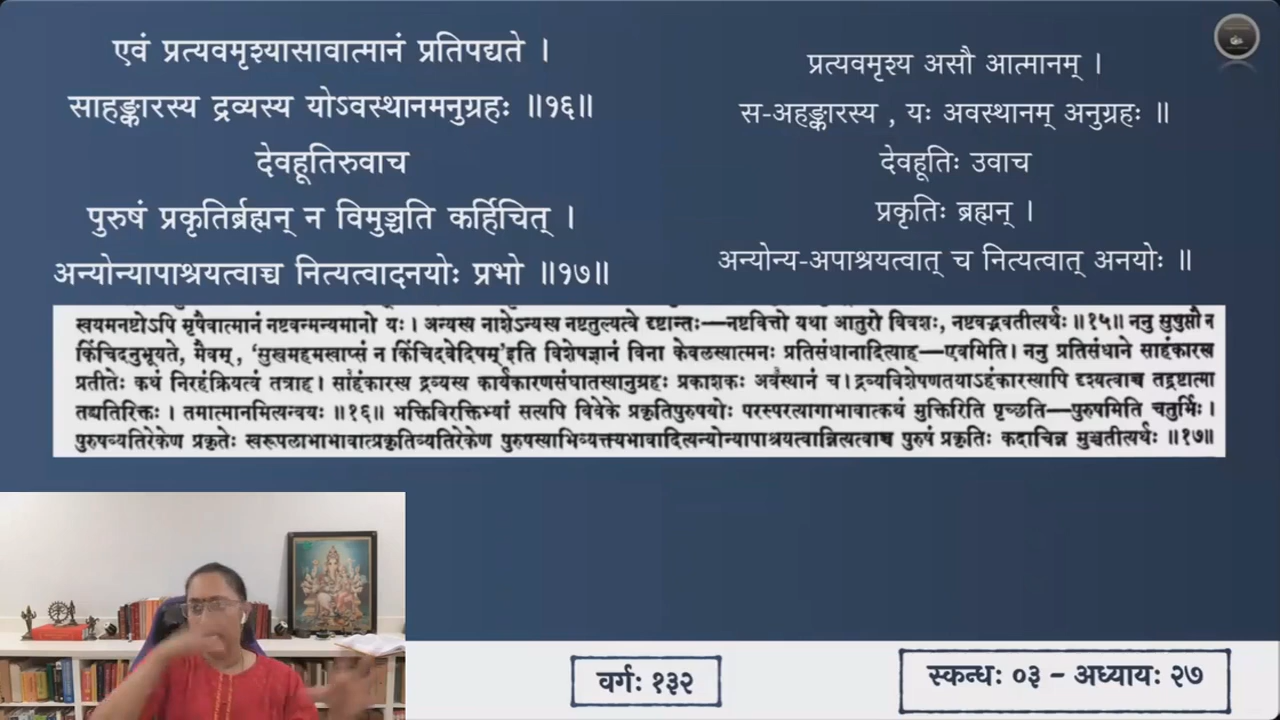 एवं प्रत्यवमृश्यासावात्मानं प्रतिपद्यते ।
साहङ्कारस्य द्रव्यस्य योऽवस्थानमनुग्रहः ॥१६॥
देवहूतिरुवाच
पुरुषं प्रकृतिर्ब्रह्मन् न विमुञ्चति कर्हिचित् ।
अन्योन्यापाश्रयत्वाच्च नित्यत्वादनयोः प्रभो ॥१७॥
प्रत्यवमृश्य असौ आत्मानम् ।
स-अहङ्कारस्य , यः अवस्थानम् अनुग्रहः ॥
देवहूतिः उवाच
प्रकृतिः ब्रह्मन् ।
अन्योन्य-अपाश्रयत्वात् च नित्यत्वात् अनयोः ॥
स्वयमनष्टोऽपि मृषैवात्मानं नष्टवन्मन्यमानो यः । अन्यस्य नाशेऽन्यस्य नष्टतुल्यत्वे दृष्टान्तः—नष्टवित्तो यथा आतुरो विवशः, नष्टवद्भवतीत्यर्थः ॥१५॥ ननु सुषुप्तौ न
किंचिदनुभूयते, मैवम् , ‘सुखमहमस्वाप्सं न किंचिदवेदिषम्’इति विशेषज्ञानं विना केवलस्यात्मनः प्रतिसंधानादित्याह—एवमिति । ननु प्रतिसंधाने साहंकारस्य
प्रतीतेः कथं निरहंक्रियत्वं तत्राह । साहंकारस्य द्रव्यस्य कार्यकारणसंघातस्यानुग्रहः प्रकाशकः अवस्थानं च । द्रव्यविशेषणतयाऽहंकारस्यापि दृश्यत्वाच्च तद्द्रष्टात्मा
तद्व्यतिरिक्तः । तमात्मानमित्यन्वयः ॥१६॥ भक्तिविरक्तिभ्यां सत्यपि विवेके प्रकृतिपुरुषयोः परस्परत्यागाभावात्कथं मुक्तिरिति पृच्छति—पुरुषमिति चतुर्भिः ।
पुरुषव्यतिरेकेण प्रकृतेः स्वरूपलाभाभावात्प्रकृतिव्यतिरेकेण पुरुषस्याभिव्यक्त्यभावादित्यन्योन्यापाश्रयत्वान्नित्यत्वाच्च पुरुषं प्रकृतिः कदाचिन्न मुञ्चतीत्यर्थः ॥१७॥
वर्गः १३२
स्कन्धः ०३ – अध्यायः २७